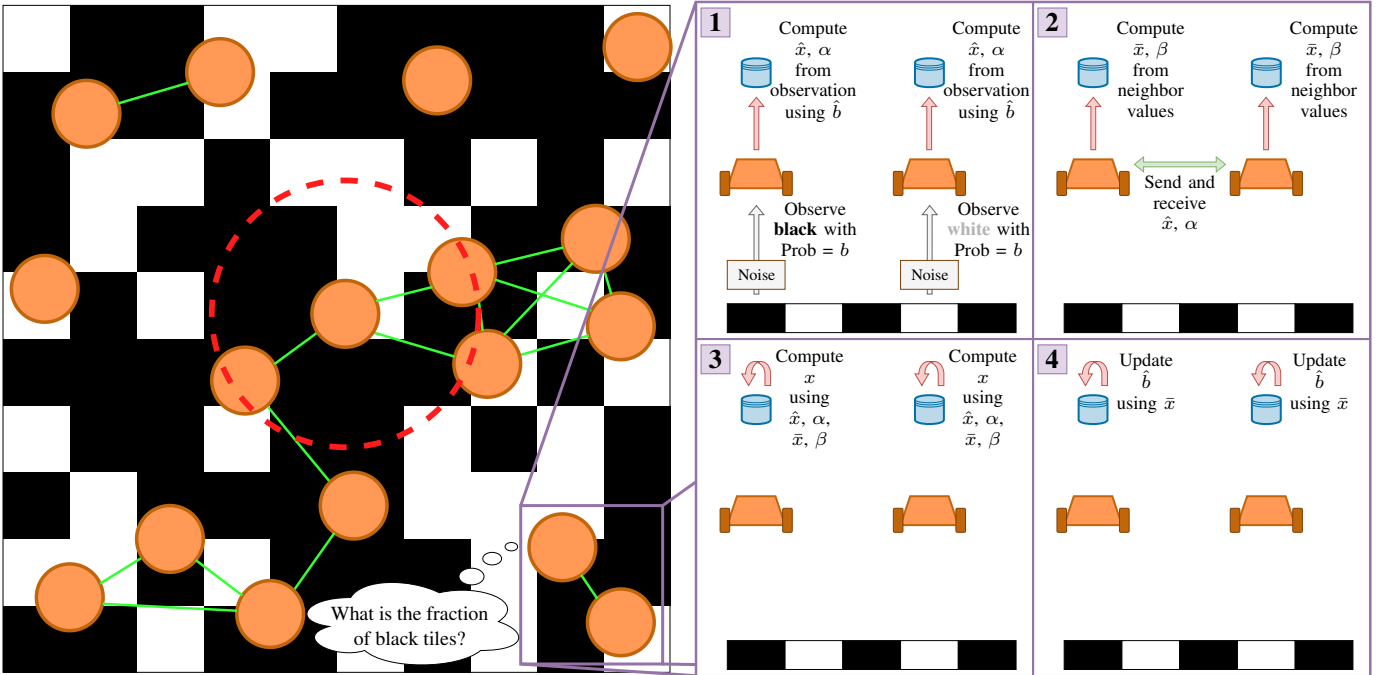 What is the fraction
of black tiles?
1
Compute
x̂, α
from
observation
using b̂
Compute
x̂, α
from
observation
using b̂
Observe
black with
Prob = b
Observe
white with
Prob = b
Noise
Noise
2
Compute
x̄, β
from
neighbor
values
Compute
x̄, β
from
neighbor
values
Send and
receive
x̂, α
3
Compute
x
using
x̂, α,
x̄, β
Compute
x
using
x̂, α,
x̄, β
4
Update
b̂
using x̄
Update
b̂
using x̄